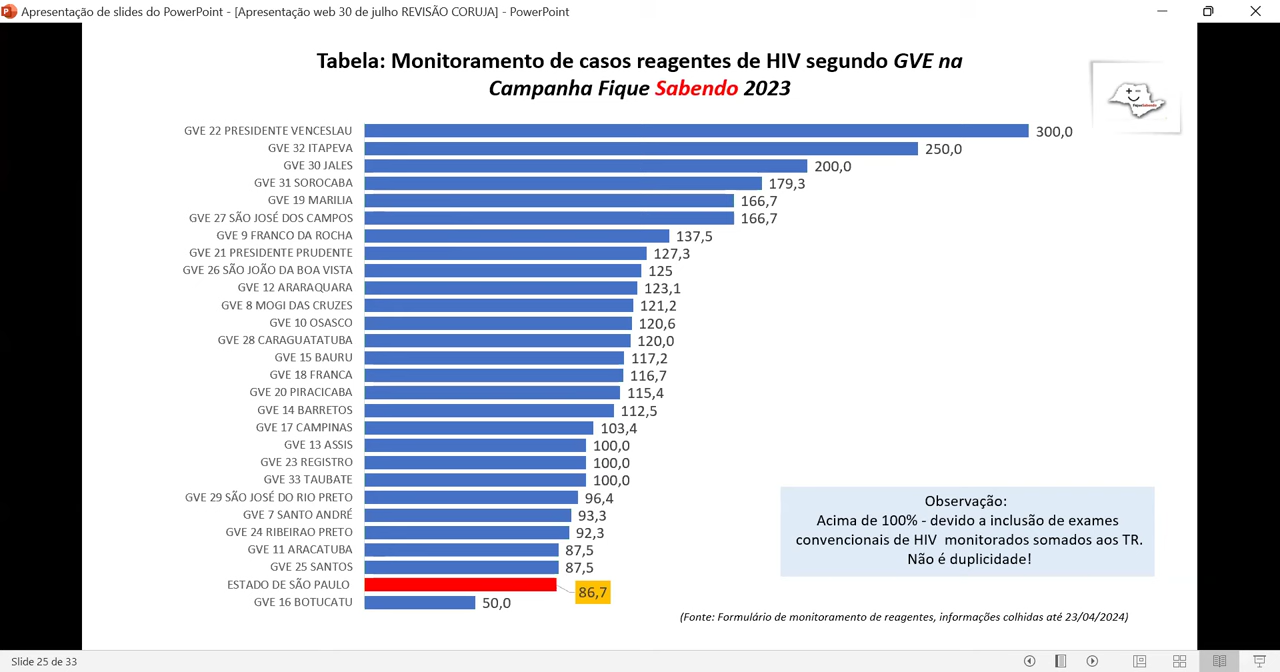 Apresentação de slides do PowerPoint - [Apresentação web 30 de julho REVISÃO CORUJA] - PowerPoint
Tabela: Monitoramento de casos reagentes de HIV segundo GVE na
Campanha Fique Sabendo 2023
GVE 22 PRESIDENTE VENCESLAU 300,0
GVE 32 ITAPEVA 250,0
GVE 30 JALES 200,0
GVE 31 SOROCABA 179,3
GVE 19 MARILIA 166,7
GVE 27 SÃO JOSÉ DOS CAMPOS 166,7
GVE 9 FRANCO DA ROCHA 137,5
GVE 21 PRESIDENTE PRUDENTE 127,3
GVE 26 SÃO JOÃO DA BOA VISTA 125
GVE 12 ARARAQUARA 123,1
GVE 8 MOGI DAS CRUZES 121,2
GVE 10 OSASCO 120,6
GVE 28 CARAGUATATUBA 120,0
GVE 15 BAURU 117,2
GVE 18 FRANCA 116,7
GVE 20 PIRACICABA 115,4
GVE 14 BARRETOS 112,5
GVE 17 CAMPINAS 103,4
GVE 13 ASSIS 100,0
GVE 23 REGISTRO 100,0
GVE 33 TAUBATE 100,0
GVE 29 SÃO JOSÉ DO RIO PRETO 96,4
GVE 7 SANTO ANDRÉ 93,3
GVE 24 RIBEIRAO PRETO 92,3
GVE 11 ARACATUBA 87,5
GVE 25 SANTOS 87,5
ESTADO DE SÃO PAULO 86,7
GVE 16 BOTUCATU 50,0
Observação:
Acima de 100% - devido a inclusão de exames
convencionais de HIV monitorados somados aos TR.
Não é duplicidade!
(Fonte: Formulário de monitoramento de reagentes, informações colhidas até 23/04/2024)
Slide 25 de 33